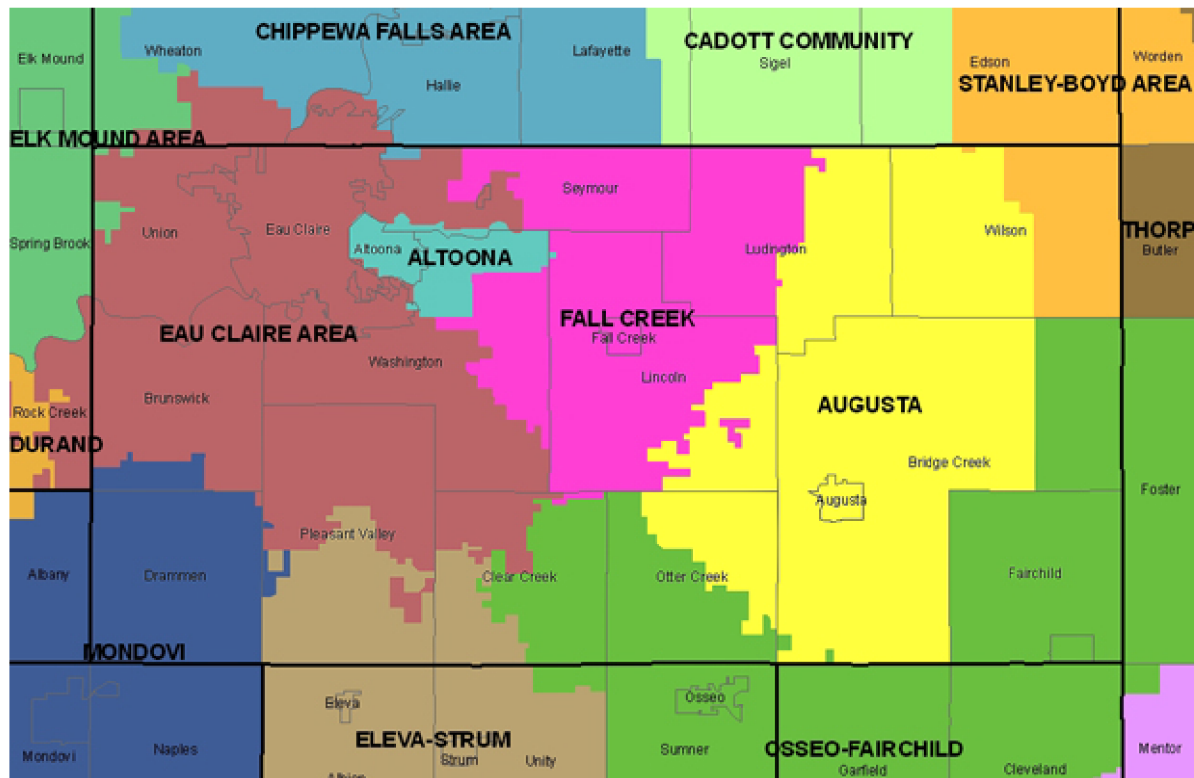 CHIPPEWA FALLS AREA
CADOTT COMMUNITY
Elk Mound
Wheaton
Lafayette
Sigel
Edson
Worden
Hallie
STANLEY-BOYD AREA
ELK MOUND AREA
Seymour
Spring Brook
Union
Eau Claire
Altoona
ALTOONA
Ludington
Wilson
THORP
Butler
EAU CLAIRE AREA
FALL CREEK
Fall Creek
Washington
Lincoln
Rock Creek
Brunswick
AUGUSTA
DURAND
Bridge Creek
Augusta
Foster
Pleasant Valley
Albany
Drammen
Clear Creek
Otter Creek
Fairchild
MONDOVI
Eleva
Osseo
ELEVA-STRUM
OSSEO-FAIRCHILD
Mondovi
Naples
Strum
Unity
Sumner
Mentor
Garfield
Cleveland
Albion